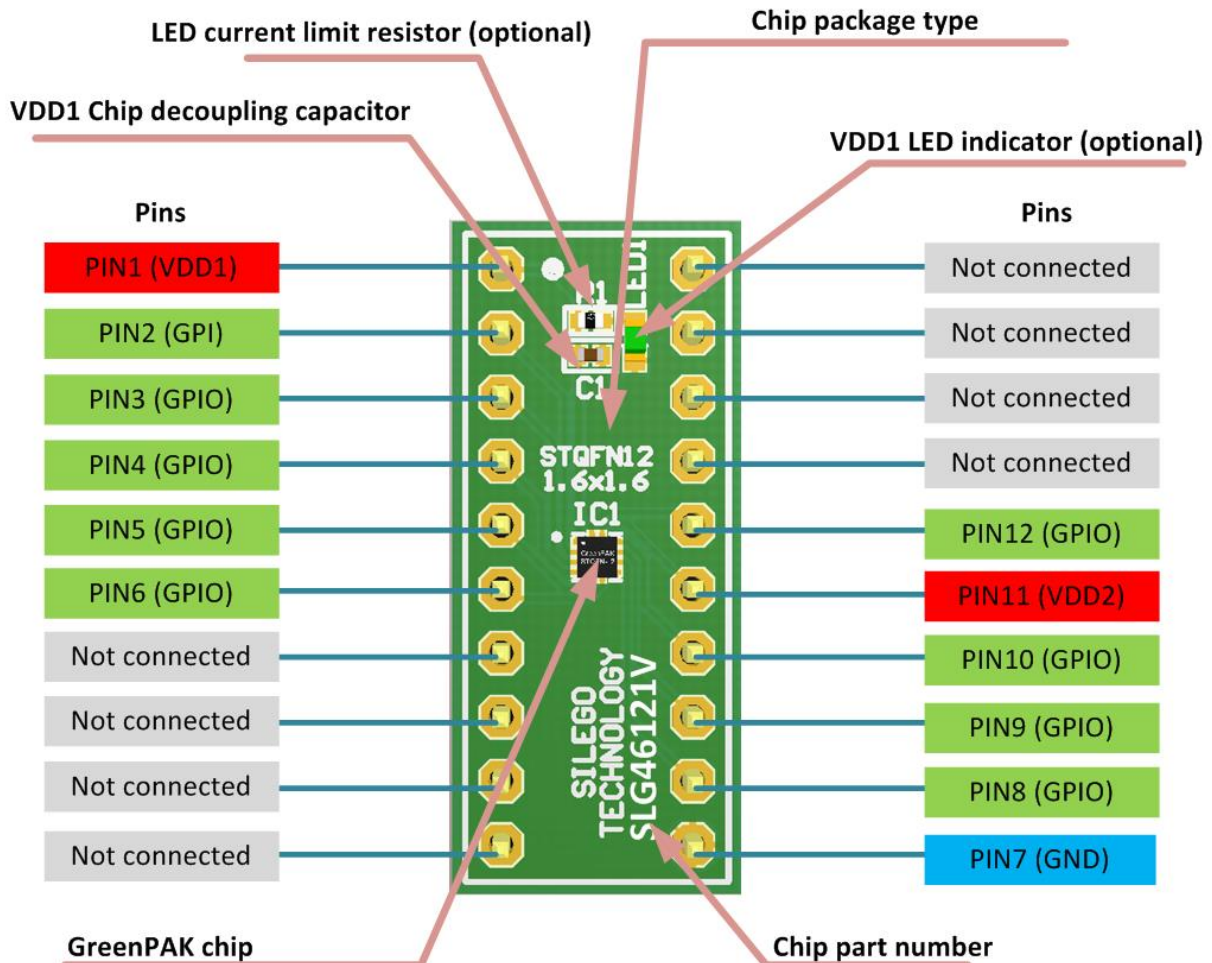 LED current limit resistor (optional)
Chip package type
VDD1 Chip decoupling capacitor
VDD1 LED indicator (optional)
Pins
PIN1 (VDD1)
PIN2 (GPI)
PIN3 (GPIO)
PIN4 (GPIO)
PIN5 (GPIO)
PIN6 (GPIO)
Not connected
Not connected
Not connected
Not connected
LED1
C1
STQFN12
1.6x1.6
IC1
GreenPAK
SILEGO
TECHNOLOGY
SLG46121V
Pins
Not connected
Not connected
Not connected
Not connected
PIN12 (GPIO)
PIN11 (VDD2)
PIN10 (GPIO)
PIN9 (GPIO)
PIN8 (GPIO)
PIN7 (GND)
GreenPAK chip
Chip part number